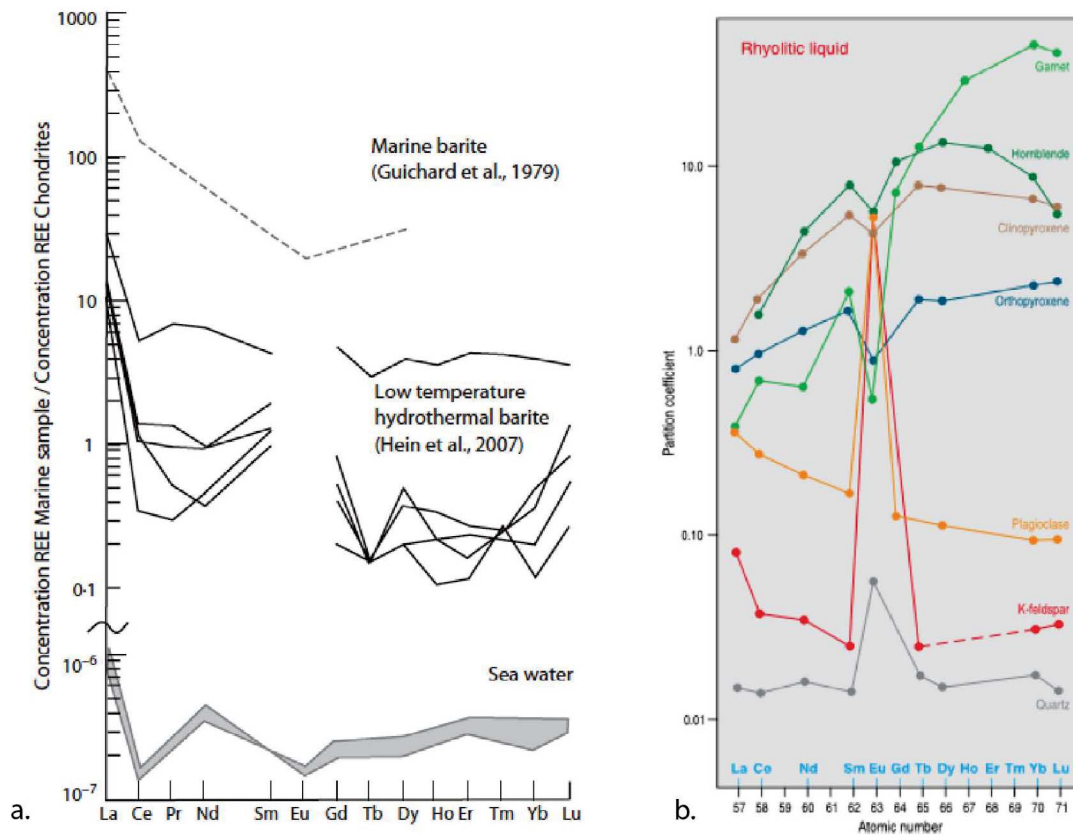 1000
100
10
1
0·1
10-6
10-7
Concentration REE Marine sample / Concentration REE Chondrites
Marine barite
(Guichard et al., 1979)
Low temperature
hydrothermal barite
(Hein et al., 2007)
Sea water
La Ce Pr Nd Sm Eu Gd Tb Dy Ho Er Tm Yb Lu
a.
Rhyolitic liquid
Garnet
Hornblende
Clinopyroxene
Orthopyroxene
Plagioclase
K-feldspar
Quartz
10.0
1.0
0.10
0.01
Partition coefficient
La Ce Nd Sm Eu Gd Tb Dy Ho Er Tm Yb Lu
57 58 59 60 61 62 63 64 65 66 67 68 69 70 71
Atomic number
b.